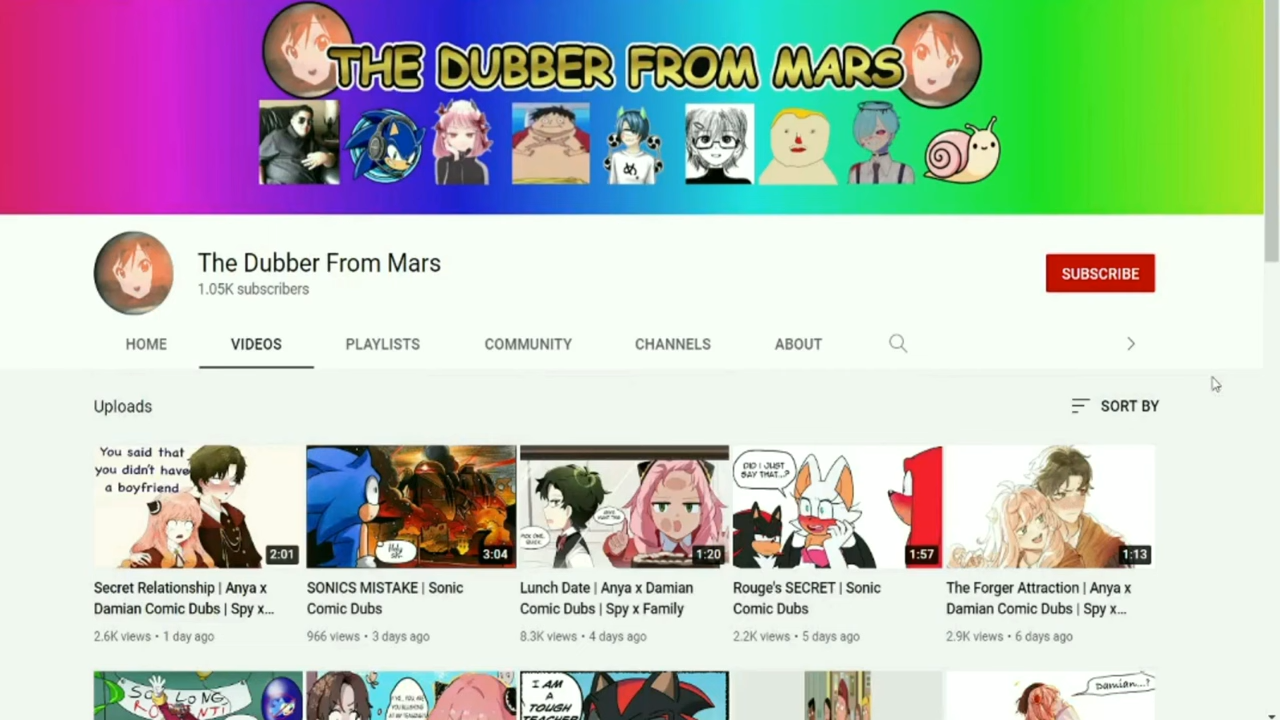 THE DUBBER FROM MARS
The Dubber From Mars
1.05K subscribers
SUBSCRIBE
HOME VIDEOS PLAYLISTS COMMUNITY CHANNELS ABOUT
Uploads
SORT BY
You said that
you didn't have
a boyfriend
2:01
Secret Relationship | Anya x
Damian Comic Dubs | Spy x...
2.6K views • 1 day ago
3:04
SONICS MISTAKE | Sonic
Comic Dubs
966 views • 3 days ago
PICK ONE,
QUICK.
1:20
Lunch Date | Anya x Damian
Comic Dubs | Spy x Family
8.3K views • 4 days ago
DID I JUST
SAY THAT...?
1:57
Rouge's SECRET | Sonic
Comic Dubs
2.2K views • 5 days ago
1:13
The Forger Attraction | Anya x
Damian Comic Dubs | Spy x...
2.9K views • 6 days ago
SO LONG,
I AM
A
TOUGH
TEACHER
Damian...?